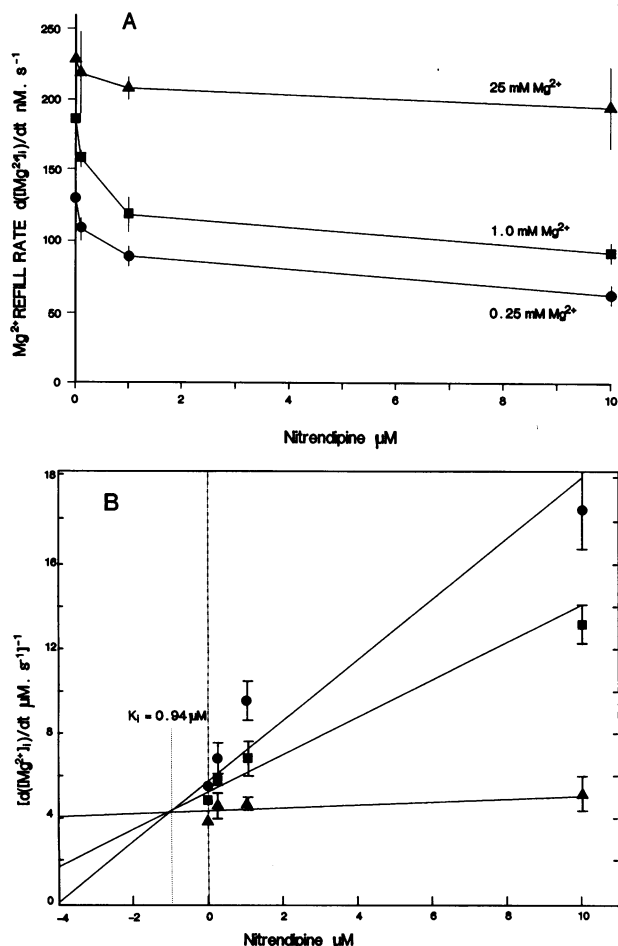 A
Mg²⁺ REFILL RATE d([Mg²⁺]i)/dt nM. s⁻¹
250
200
150
100
50
0
25 mM Mg²⁺
1.0 mM Mg²⁺
0.25 mM Mg²⁺
0
2
4
6
8
10
Nitrendipine µM
B
[d([Mg²⁺]i)/dt µM. s⁻¹]⁻¹
18
16
12
8
4
0
Ki = 0.94 µM
-4
-2
0
2
4
6
8
10
Nitrendipine µM